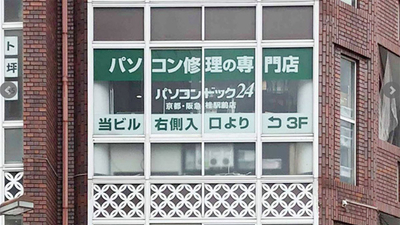 パソコン修理の専門店
パソコンドック24
京都・阪急桂駅前店
当ビル 右側入口より ⮌3F
ト
坪